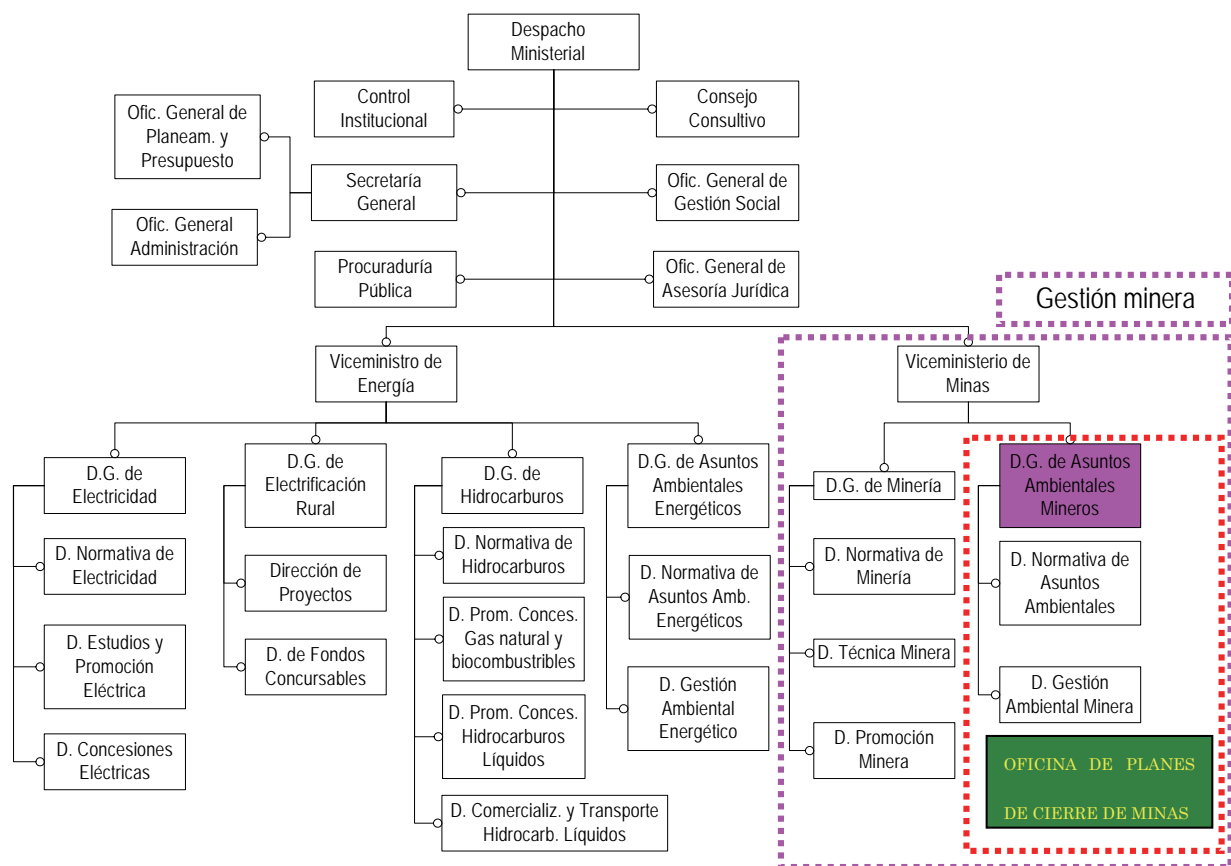 Despacho
Ministerial
Control
Institucional
Consejo
Consultivo
Ofic. General de
Planeam. y
Presupuesto
Secretaría
General
Ofic. General de
Gestión Social
Ofic. General
Administración
Procuraduría
Pública
Ofic. General de
Asesoría Jurídica
Gestión minera
Viceministro de
Energía
Viceministerio de
Minas
D.G. de
Electricidad
D. Normativa de
Electricidad
D. Estudios y
Promoción
Eléctrica
D. Concesiones
Eléctricas
D.G. de
Electrificación
Rural
Dirección de
Proyectos
D. de Fondos
Concursables
D.G. de
Hidrocarburos
D. Normativa de
Hidrocarburos
D. Prom. Conces.
Gas natural y
biocombustribles
D. Prom. Conces.
Hidrocarburos
Líquidos
D. Comercializ. y Transporte
Hidrocarb. Líquidos
D.G. de Asuntos
Ambientales
Energéticos
D. Normativa de
Asuntos Amb.
Energéticos
D. Gestión
Ambiental
Energético
D.G. de Minería
D. Normativa de
Minería
D. Técnica Minera
D. Promoción
Minera
D.G. de Asuntos
Ambientales
Mineros
D. Normativa de
Asuntos
Ambientales
D. Gestión
Ambiental Minera
OFICINA DE PLANES
DE CIERRE DE MINAS